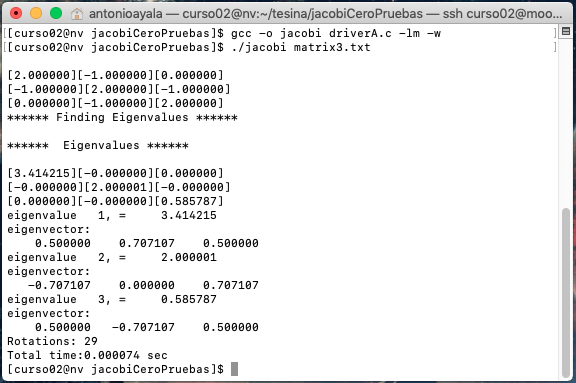 antonioayala — curso02@nv:~/tesina/jacobiCeroPruebas — ssh curso02@moo...
[[curso02@nv jacobiCeroPruebas]$ gcc -o jacobi driverA.c -lm -w ]
[[curso02@nv jacobiCeroPruebas]$ ./jacobi matrix3.txt ]
[2.000000][-1.000000][0.000000]
[-1.000000][2.000000][-1.000000]
[0.000000][-1.000000][2.000000]
****** Finding Eigenvalues ******
******  Eigenvalues ******
[3.414215][-0.000000][0.000000]
[-0.000000][2.000001][-0.000000]
[0.000000][-0.000000][0.585787]
eigenvalue   1, =     3.414215
eigenvector:
    0.500000    0.707107    0.500000
eigenvalue   2, =     2.000001
eigenvector:
   -0.707107    0.000000    0.707107
eigenvalue   3, =     0.585787
eigenvector:
    0.500000   -0.707107    0.500000
Rotations: 29
Total time:0.000074 sec
[curso02@nv jacobiCeroPruebas]$